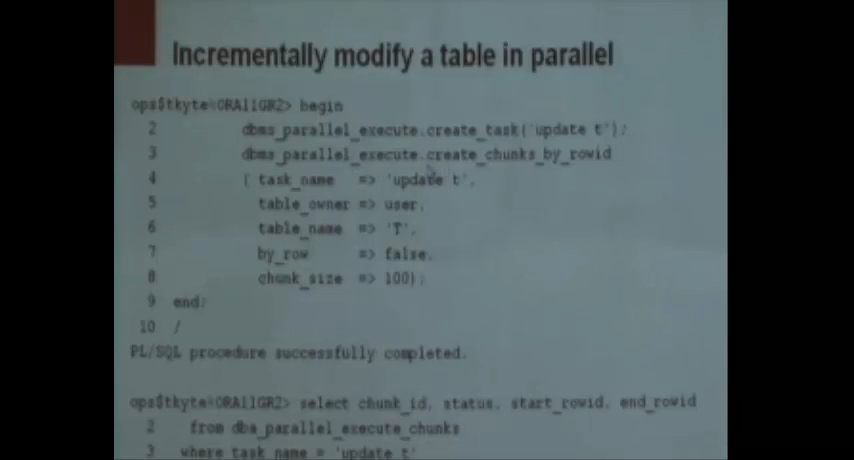 Incrementally modify a table in parallel
ops$tkyte%ORA11GR2> begin
2 dbms_parallel_execute.create_task('update t');
3 dbms_parallel_execute.create_chunks_by_rowid
4 ( task_name => 'update t',
5 table_owner => user,
6 table_name => 'T',
7 by_row => false,
8 chunk_size => 100);
9 end;
10 /
PL/SQL procedure successfully completed.
ops$tkyte%ORA11GR2> select chunk_id, status, start_rowid, end_rowid
2 from dba_parallel_execute_chunks
3 where task_name = 'update t'